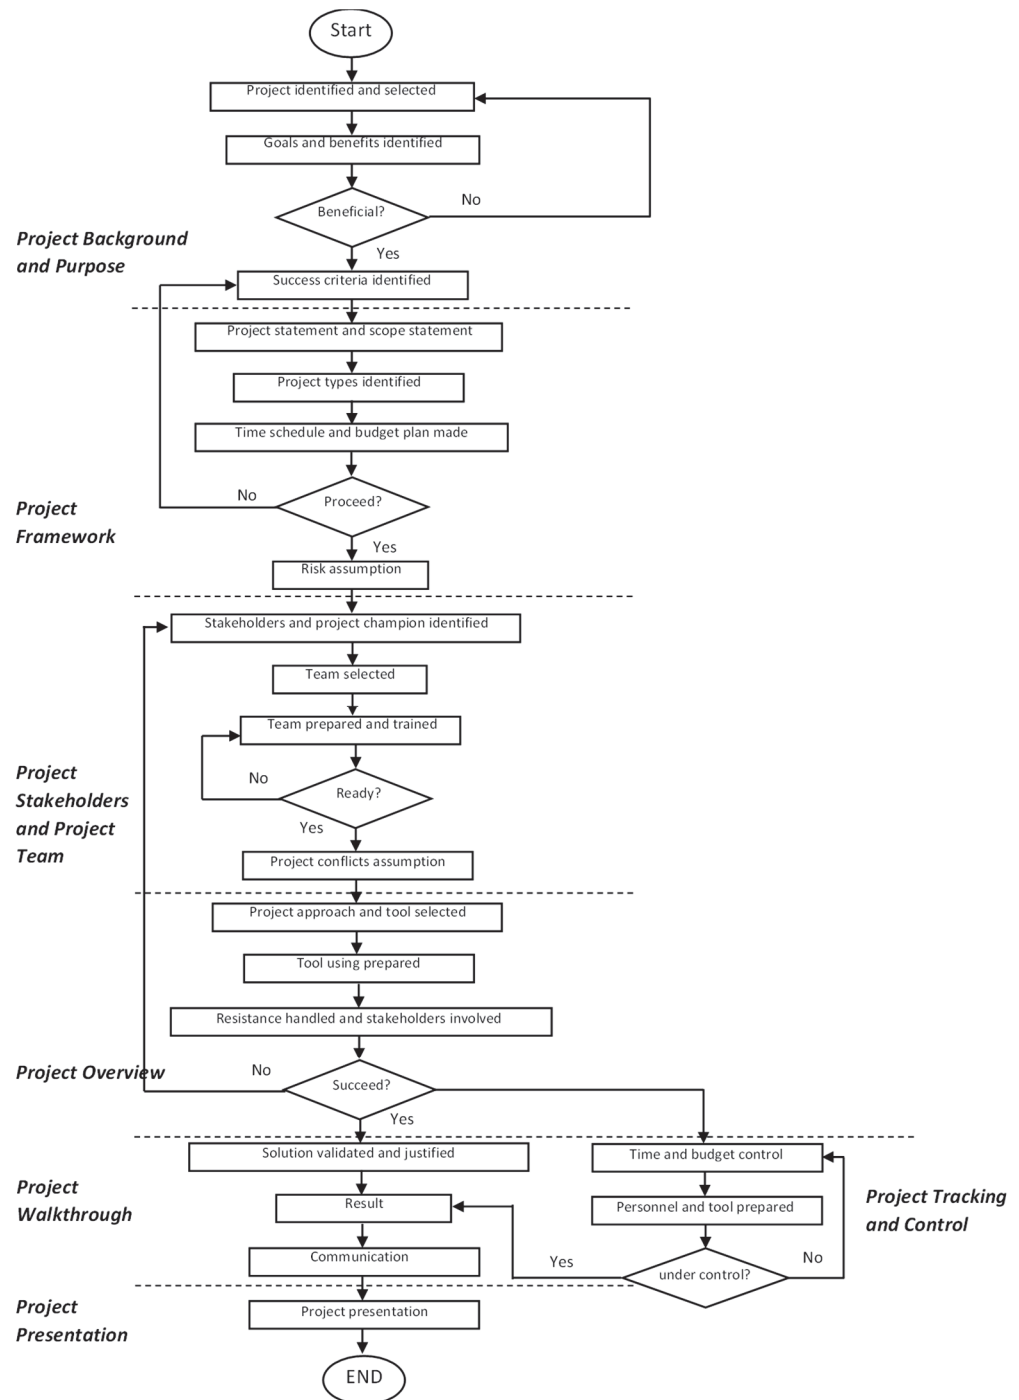 Start
Project identified and selected
Goals and benefits identified
No
Beneficial?
Project Background
and Purpose
Yes
Success criteria identified
Project statement and scope statement
Project types identified
Time schedule and budget plan made
No
Proceed?
Project
Framework
Yes
Risk assumption
Stakeholders and project champion identified
Team selected
Team prepared and trained
Project
Stakeholders
and Project
Team
No
Ready?
Yes
Project conflicts assumption
Project approach and tool selected
Tool using prepared
Resistance handled and stakeholders involved
Project Overview
No
Succeed?
Yes
Solution validated and justified
Time and budget control
Project
Walkthrough
Result
Personnel and tool prepared
Project Tracking
and Control
Communication
Yes
under control?
No
Project
Presentation
Project presentation
END